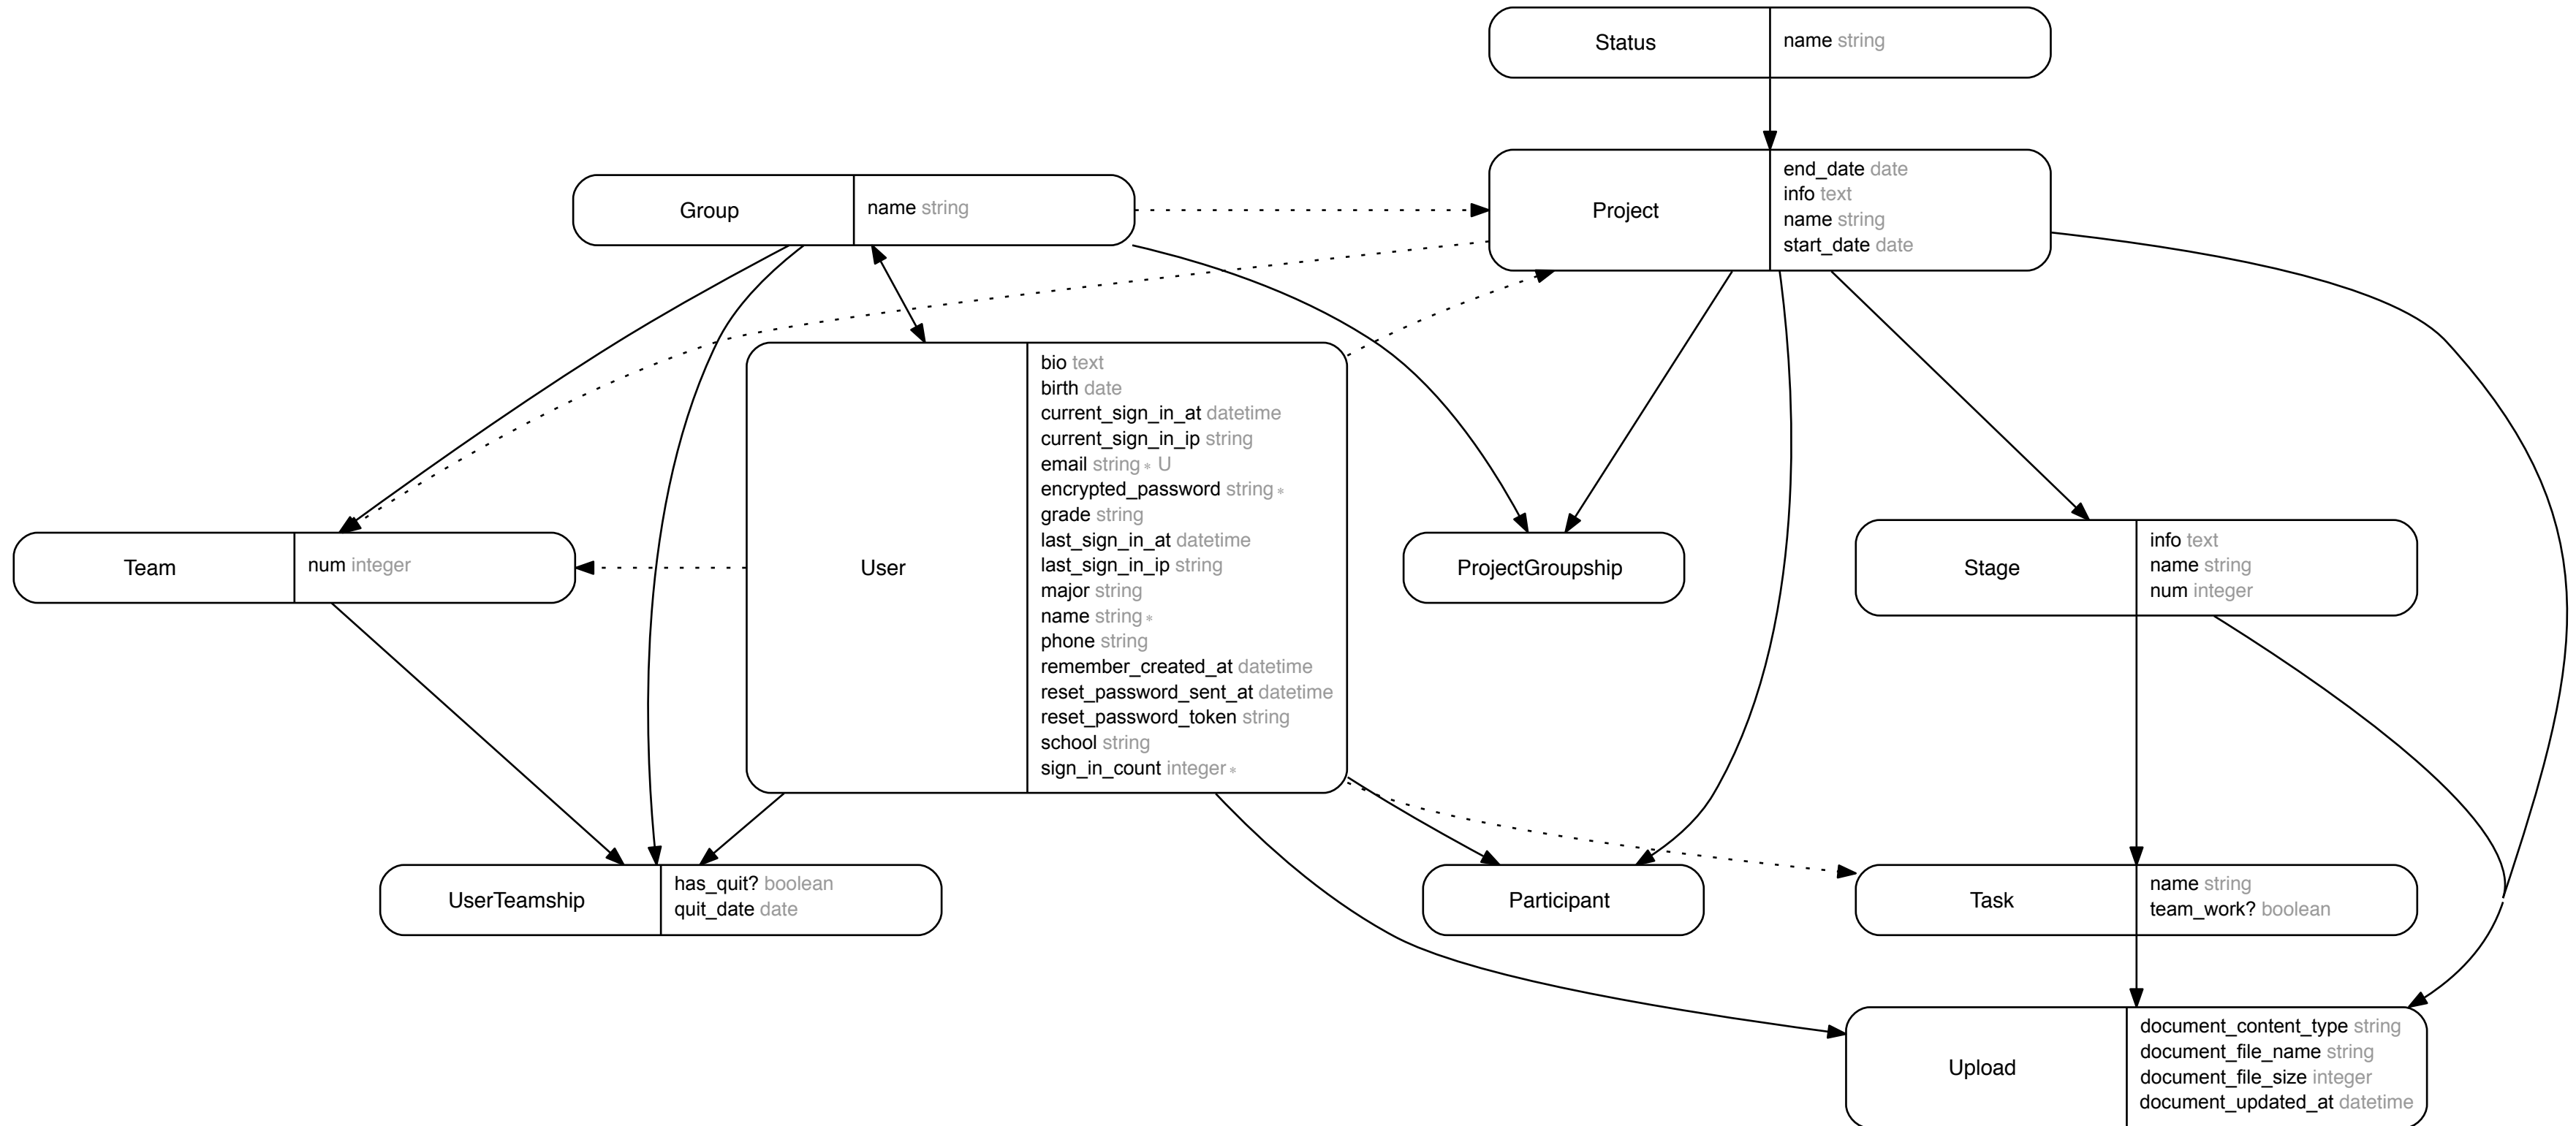 Status
name string
Project
end_date date
info text
name string
start_date date
Group
name string
User
bio text
birth date
current_sign_in_at datetime
current_sign_in_ip string
email string * U
encrypted_password string *
grade string
last_sign_in_at datetime
last_sign_in_ip string
major string
name string *
phone string
remember_created_at datetime
reset_password_sent_at datetime
reset_password_token string
school string
sign_in_count integer *
Team
num integer
ProjectGroupship
Stage
info text
name string
num integer
UserTeamship
has_quit? boolean
quit_date date
Participant
Task
name string
team_work? boolean
Upload
document_content_type string
document_file_name string
document_file_size integer
document_updated_at datetime